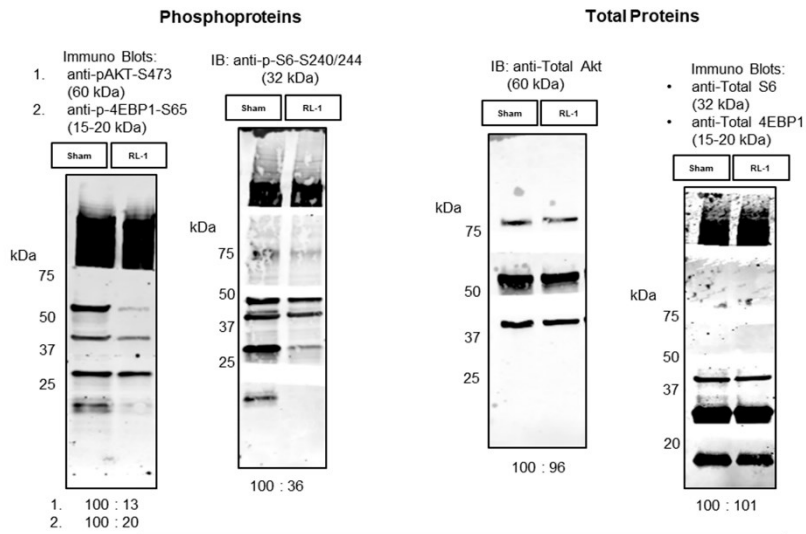 Phosphoproteins
Immuno Blots:
1. anti-pAKT-S473
(60 kDa)
2. anti-p-4EBP1-S65
(15-20 kDa)
Sham RL-1
kDa
75
50
37
25
1. 100 : 13
2. 100 : 20
IB: anti-p-S6-S240/244
(32 kDa)
Sham RL-1
kDa
75
50
37
25
100 : 36
Total Proteins
IB: anti-Total Akt
(60 kDa)
Sham RL-1
kDa
75
50
37
25
100 : 96
Immuno Blots:
• anti-Total S6
(32 kDa)
• anti-Total 4EBP1
(15-20 kDa)
Sham RL-1
kDa
75
50
37
20
100 : 101